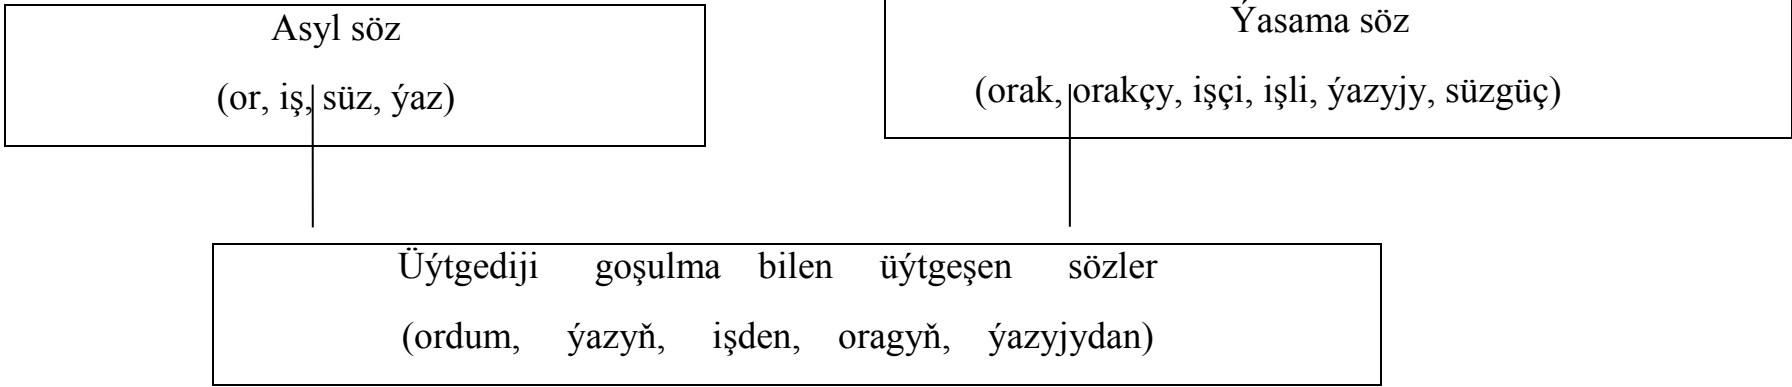 Asyl söz
(or, iş, süz, ýaz)
Ýasama söz
(orak, orakçy, işçi, işli, ýazyjy, süzgüç)
Üýtgediji goşulma bilen üýtgeşen sözler
(ordum, ýazyň, işden, oragyň, ýazyjydan)